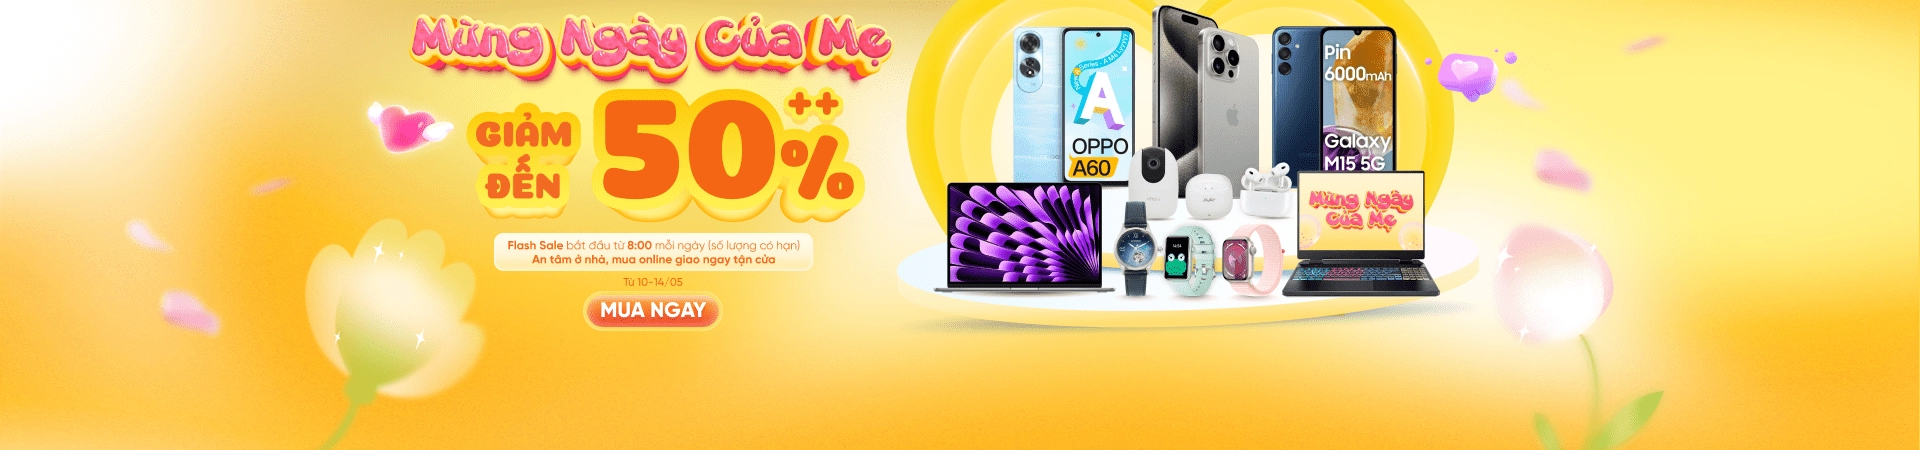 Mừng Ngày Của Mẹ
GIẢM
ĐẾN
50%++
Flash Sale bắt đầu từ 8:00 mỗi ngày (số lượng có hạn)
An tâm ở nhà, mua online giao ngay tận cửa
Từ 10-14/05
MUA NGAY
A
OPPO
A60
Pin
6000mAh
Galaxy
M15 5G
Mừng Ngày
Của Mẹ